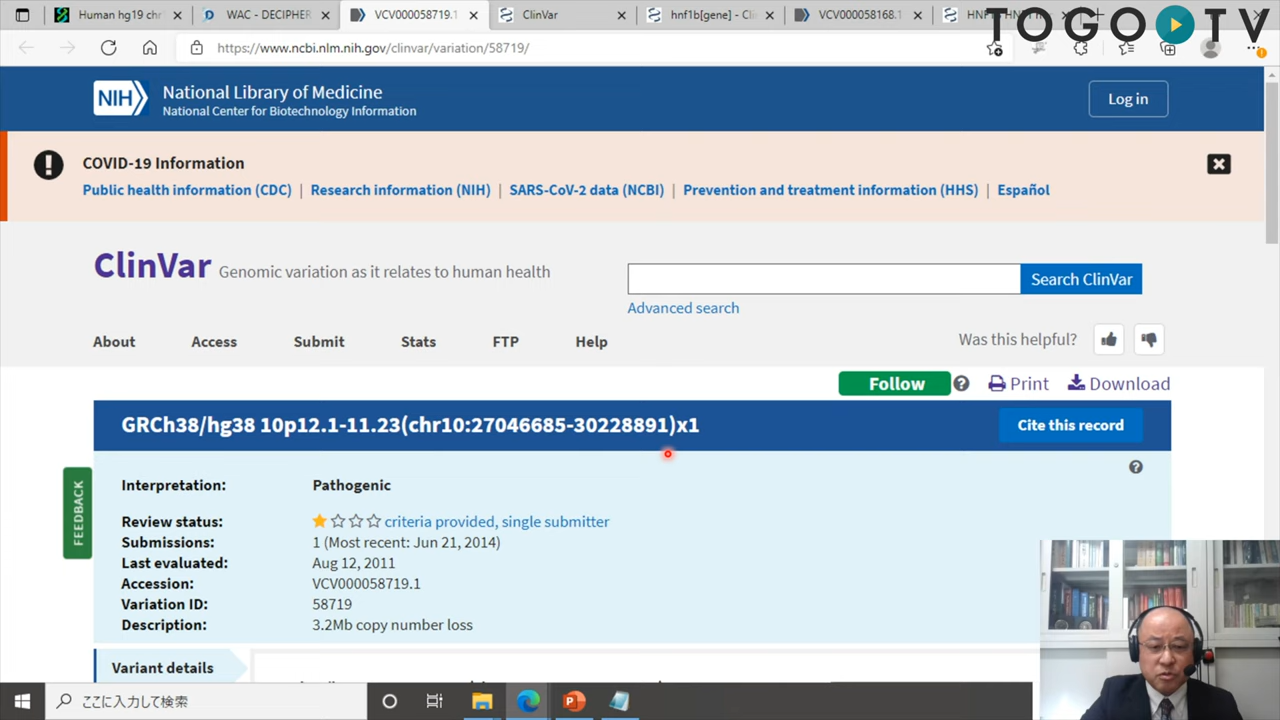 Human hg19 chr
WAC - DECIPHER
VCV000058719.1
ClinVar
hnf1b[gene] - Cl
VCV000058168.1
TOGO TV
https://www.ncbi.nlm.nih.gov/clinvar/variation/58719/
NIH
National Library of Medicine
National Center for Biotechnology Information
Log in
COVID-19 Information
Public health information (CDC) | Research information (NIH) | SARS-CoV-2 data (NCBI) | Prevention and treatment information (HHS) | Español
ClinVar Genomic variation as it relates to human health
Search ClinVar
Advanced search
About Access Submit Stats FTP Help
Was this helpful?
Follow Print Download
GRCh38/hg38 10p12.1-11.23(chr10:27046685-30228891)x1
Cite this record
FEEDBACK
Interpretation: Pathogenic
Review status: criteria provided, single submitter
Submissions: 1 (Most recent: Jun 21, 2014)
Last evaluated: Aug 12, 2011
Accession: VCV000058719.1
Variation ID: 58719
Description: 3.2Mb copy number loss
Variant details
ここに入力して検索